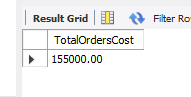 Result Grid Filter Ro
TotalOrdersCost
155000.00